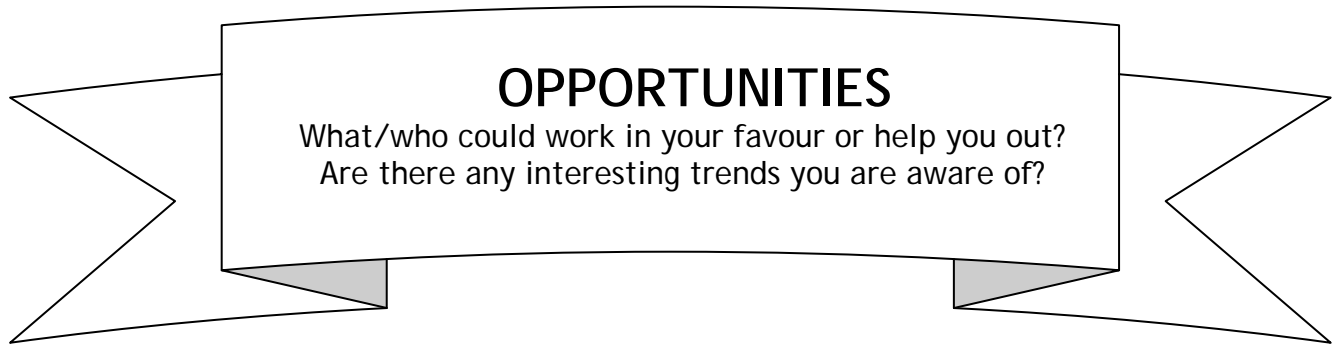 OPPORTUNITIES
What/who could work in your favour or help you out?
Are there any interesting trends you are aware of?